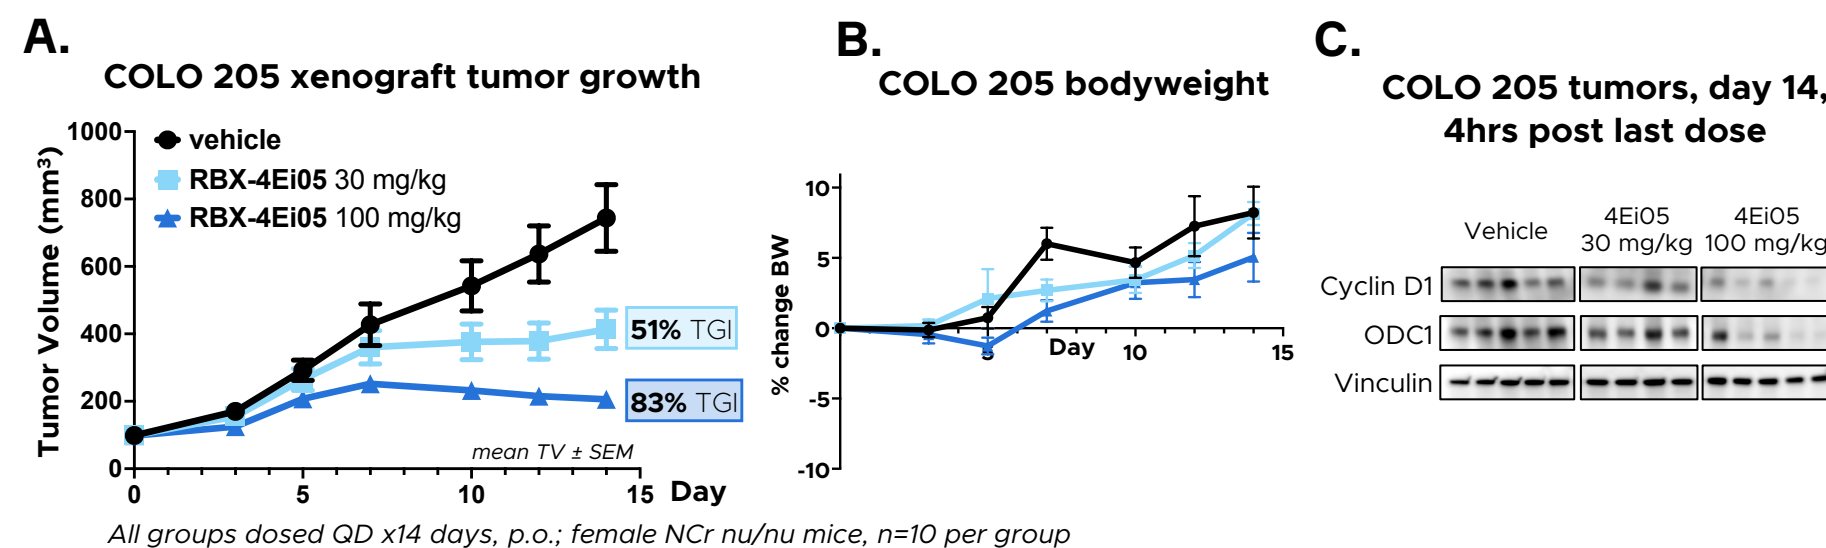 A.
COLO 205 xenograft tumor growth
1000
800
600
400
200
0
Tumor Volume (mm³)
vehicle
RBX-4Ei05 30 mg/kg
RBX-4Ei05 100 mg/kg
51% TGI
83% TGI
mean TV ± SEM
0 5 10 15 Day
B.
COLO 205 bodyweight
10
5
0
-5
-10
% change BW
5 Day 10 15
C.
COLO 205 tumors, day 14,
4hrs post last dose
Vehicle
4Ei05
30 mg/kg
4Ei05
100 mg/kg
Cyclin D1
ODC1
Vinculin
All groups dosed QD x14 days, p.o.; female NCr nu/nu mice, n=10 per group